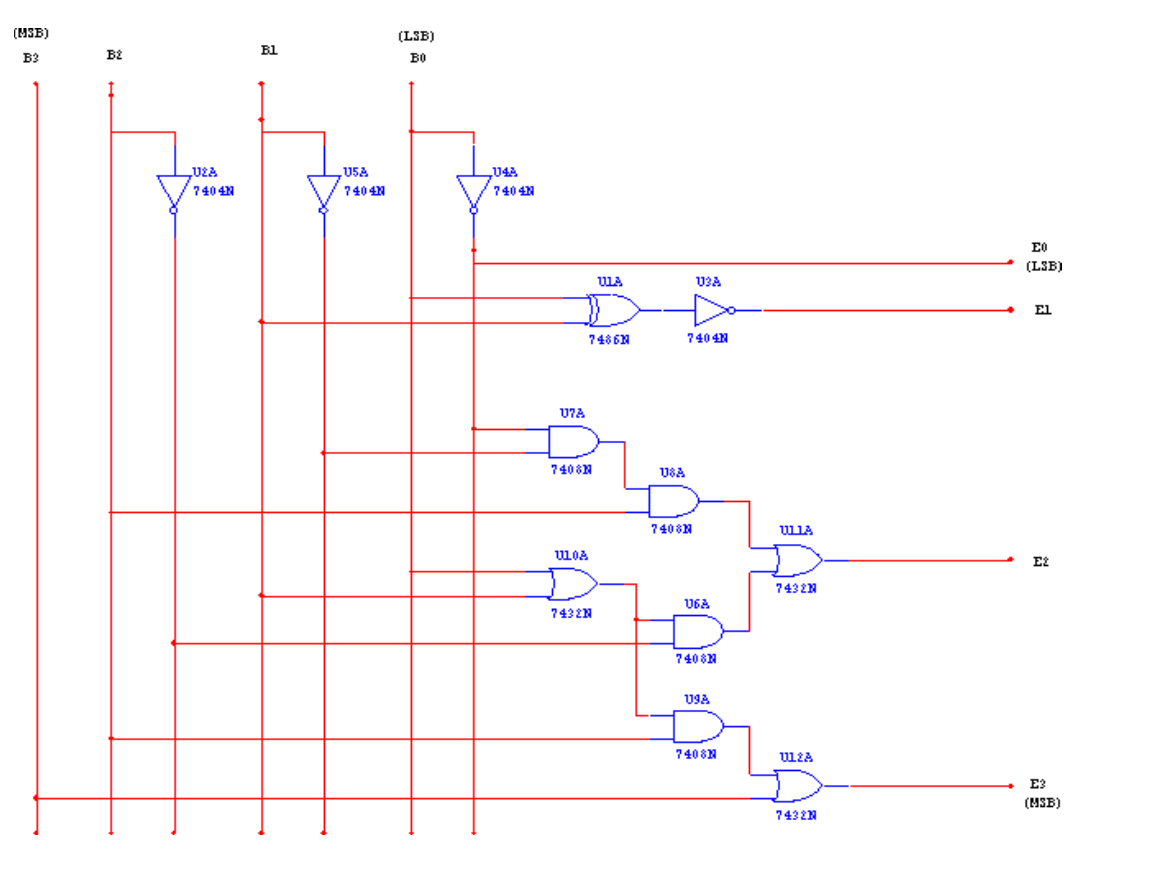 (MSB)
B3
B2
B1
(LSB)
B0
U2A
7404N
U5A
7404N
U4A
7404N
E0
(LSB)
U1A
7486N
U3A
7404N
E1
U7A
7408N
U8A
7408N
U11A
7432N
E2
U10A
7432N
U6A
7408N
U9A
7408N
U12A
7432N
E3
(MSB)